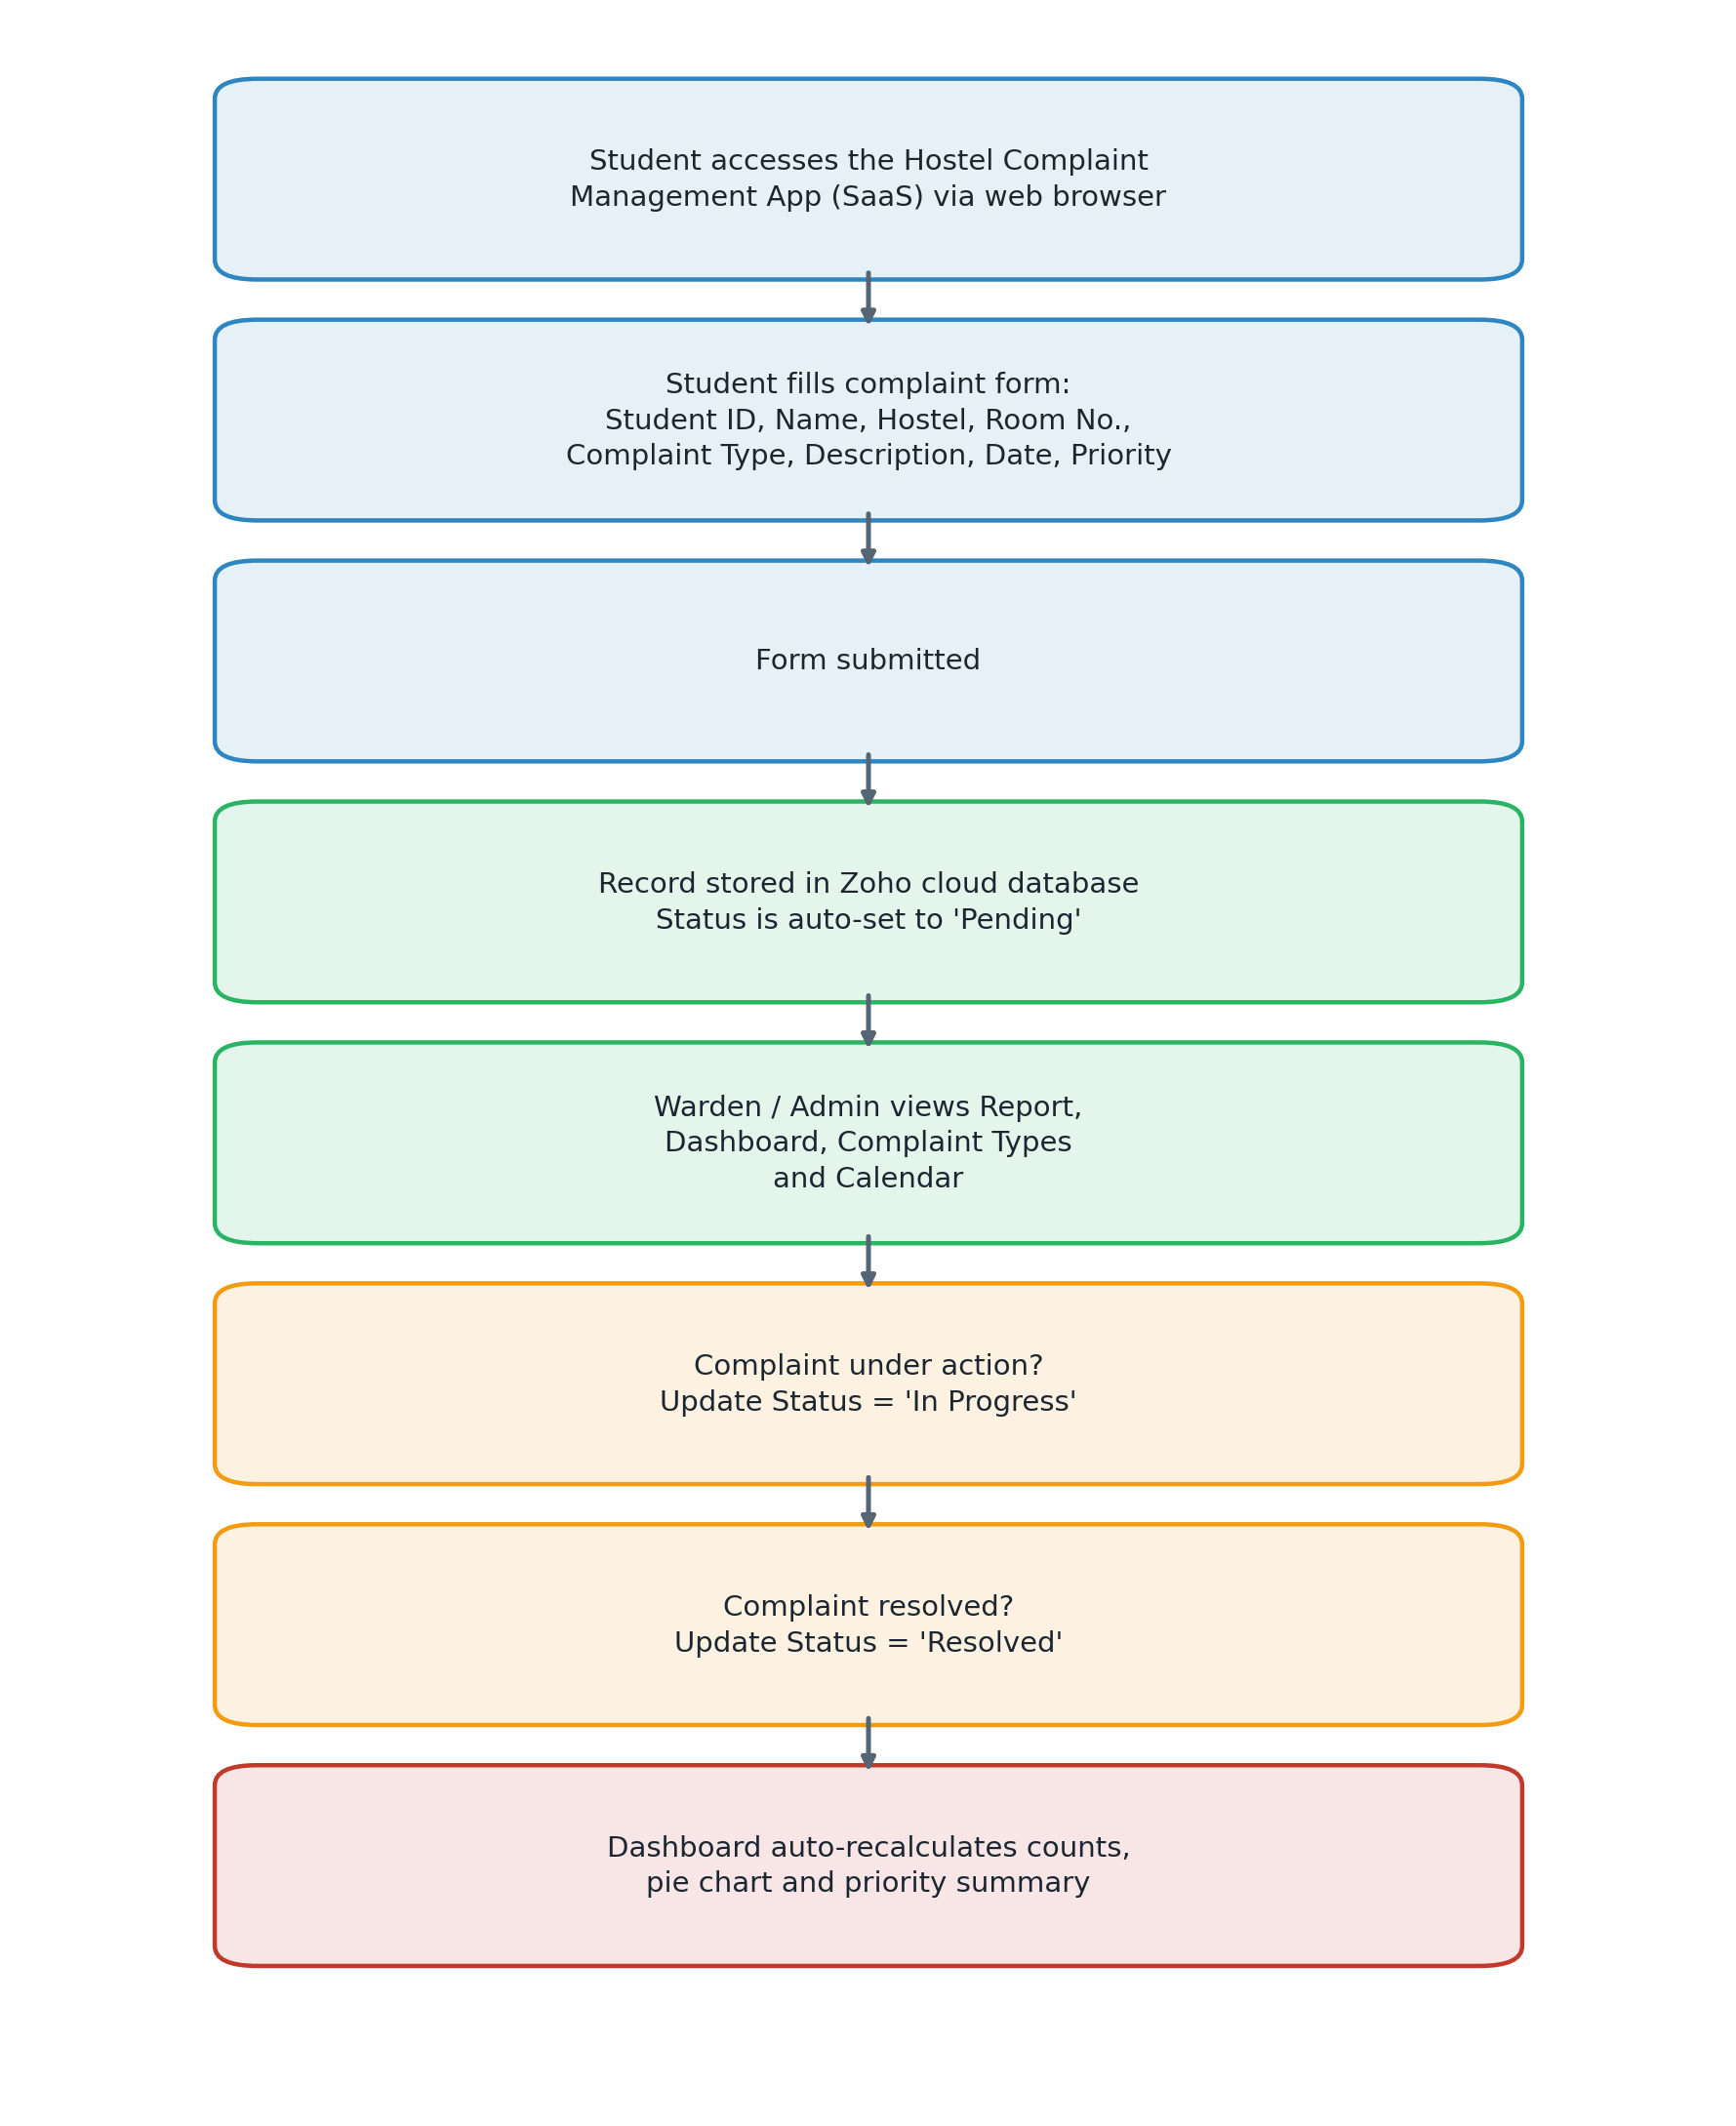 Student accesses the Hostel Complaint
Management App (SaaS) via web browser
Student fills complaint form:
Student ID, Name, Hostel, Room No.,
Complaint Type, Description, Date, Priority
Form submitted
Record stored in Zoho cloud database
Status is auto-set to 'Pending'
Warden / Admin views Report,
Dashboard, Complaint Types
and Calendar
Complaint under action?
Update Status = 'In Progress'
Complaint resolved?
Update Status = 'Resolved'
Dashboard auto-recalculates counts,
pie chart and priority summary